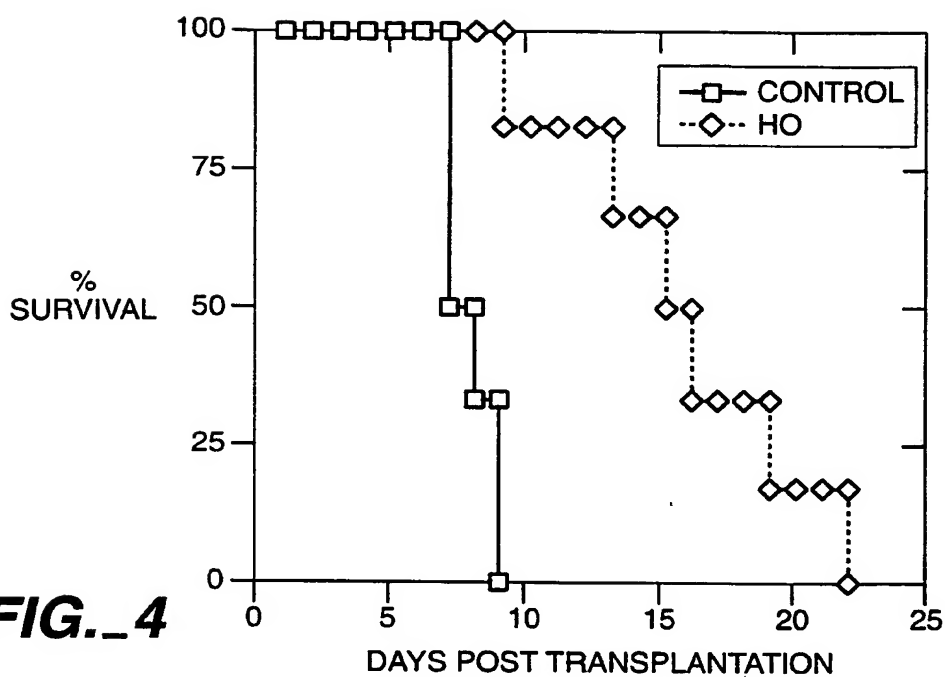 100
75
50
25
0
%
SURVIVAL
CONTROL
HO
0 5 10 15 20 25
DAYS POST TRANSPLANTATION
FIG._4